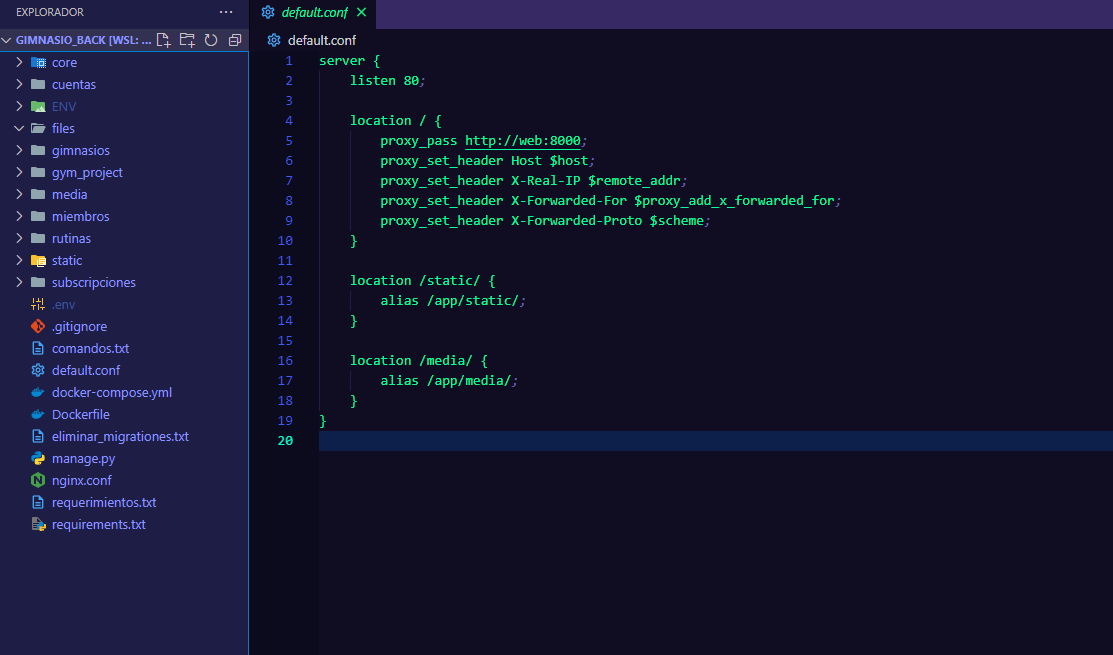 EXPLORADOR
GIMNASIO_BACK [WSL: ...
core
cuentas
ENV
files
gimnasios
gym_project
media
miembros
rutinas
static
subscripciones
.env
.gitignore
comandos.txt
default.conf
docker-compose.yml
Dockerfile
eliminar_migrationes.txt
manage.py
nginx.conf
requerimientos.txt
requirements.txt
default.conf
default.conf
1 server {
2     listen 80;
3
4     location / {
5         proxy_pass http://web:8000;
6         proxy_set_header Host $host;
7         proxy_set_header X-Real-IP $remote_addr;
8         proxy_set_header X-Forwarded-For $proxy_add_x_forwarded_for;
9         proxy_set_header X-Forwarded-Proto $scheme;
10     }
11
12     location /static/ {
13         alias /app/static/;
14     }
15
16     location /media/ {
17         alias /app/media/;
18     }
19 }
20